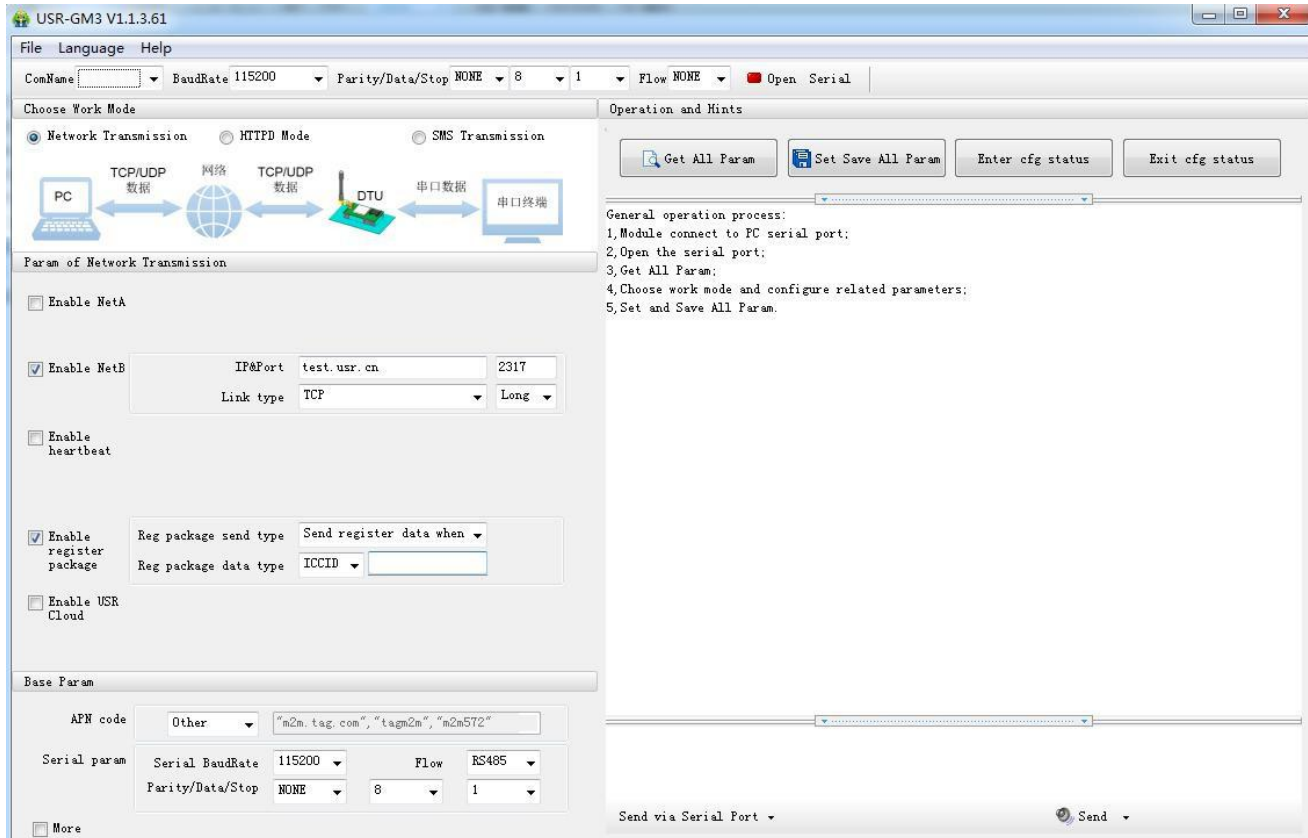 USR-GM3 V1.1.3.61
File Language Help
ComName BaudRate 115200 Parity/Data/Stop NONE 8 1 Flow NONE Open Serial
Choose Work Mode
Network Transmission HTTPD Mode SMS Transmission
TCP/UDP 网络 TCP/UDP
数据 数据 串口数据
PC DTU 串口终端
Param of Network Transmission
Enable NetA
Enable NetB IP&Port test.usr.cn 2317
Link type TCP Long
Enable
heartbeat
Enable Reg package send type Send register data when
register
package Reg package data type ICCID
Enable USR
Cloud
Base Param
APN code Other "m2m.tag.com","tagm2m","m2m572"
Serial param Serial BaudRate 115200 Flow RS485
Parity/Data/Stop NONE 8 1
More
Operation and Hints
Get All Param Set Save All Param Enter cfg status Exit cfg status
General operation process:
1,Module connect to PC serial port;
2,Open the serial port;
3,Get All Param;
4,Choose work mode and configure related parameters;
5,Set and Save All Param.
Send via Serial Port Send